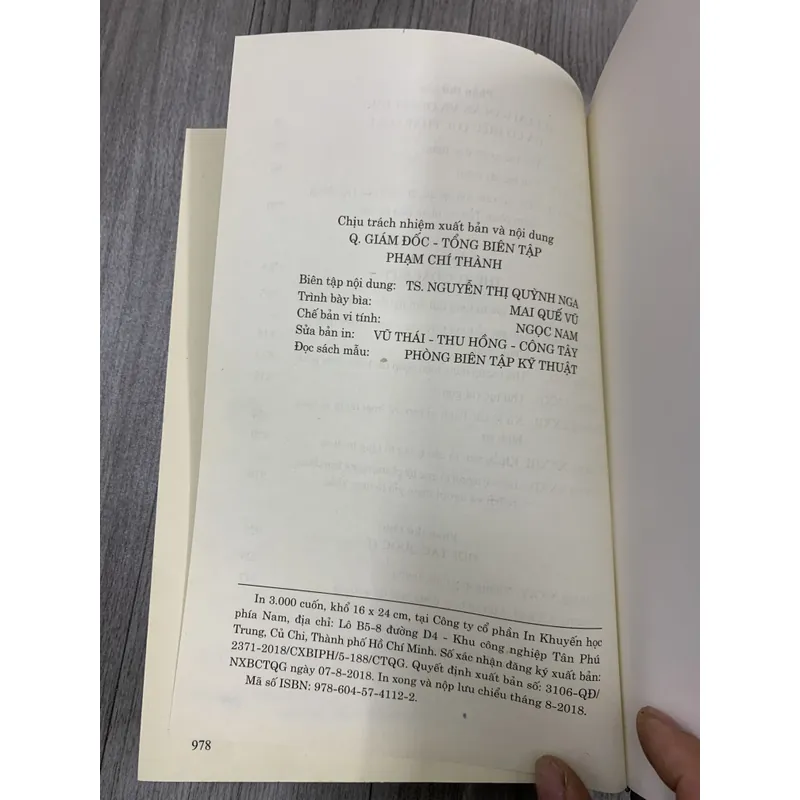 Chịu trách nhiệm xuất bản và nội dung
Q. GIÁM ĐỐC - TỔNG BIÊN TẬP
PHẠM CHÍ THÀNH
Biên tập nội dung: TS. NGUYỄN THỊ QUỲNH NGA
Trình bày bìa: MAI QUẾ VŨ
Chế bản vi tính: NGỌC NAM
Sửa bản in: VŨ THÁI - THU HỒNG - CÔNG TÂY
Đọc sách mẫu: PHÒNG BIÊN TẬP KỸ THUẬT
In 3.000 cuốn, khổ 16 x 24 cm, tại Công ty cổ phần In Khuyến học
phía Nam, địa chỉ: Lô B5-8 đường D4 - Khu công nghiệp Tân Phú
Trung, Củ Chi, Thành phố Hồ Chí Minh. Số xác nhận đăng ký xuất bản:
2371-2018/CXBIPH/5-188/CTQG. Quyết định xuất bản số: 3106-QĐ/
NXBCTQG ngày 07-8-2018. In xong và nộp lưu chiểu tháng 8-2018.
Mã số ISBN: 978-604-57-4112-2.
978